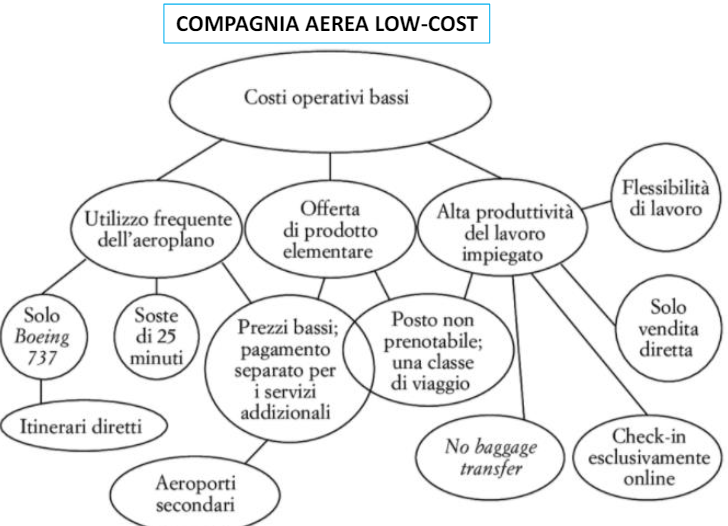 COMPAGNIA AEREA LOW-COST
Costi operativi bassi
Utilizzo frequente
dell'aeroplano
Offerta
di prodotto
elementare
Alta produttività
del lavoro
impiegato
Flessibilità
di lavoro
Solo
Boeing
737
Soste
di 25
minuti
Prezzi bassi;
pagamento
separato per
i servizi
addizionali
Posto non
prenotabile;
una classe
di viaggio
Solo
vendita
diretta
Itinerari diretti
Aeroporti
secondari
No baggage
transfer
Check-in
esclusivamente
online